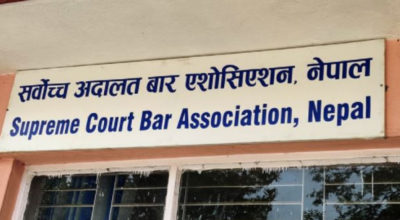 सर्वोच्च अदालत बार एशोसिएशन, नेपाल
Supreme Court Bar Association, Nepal